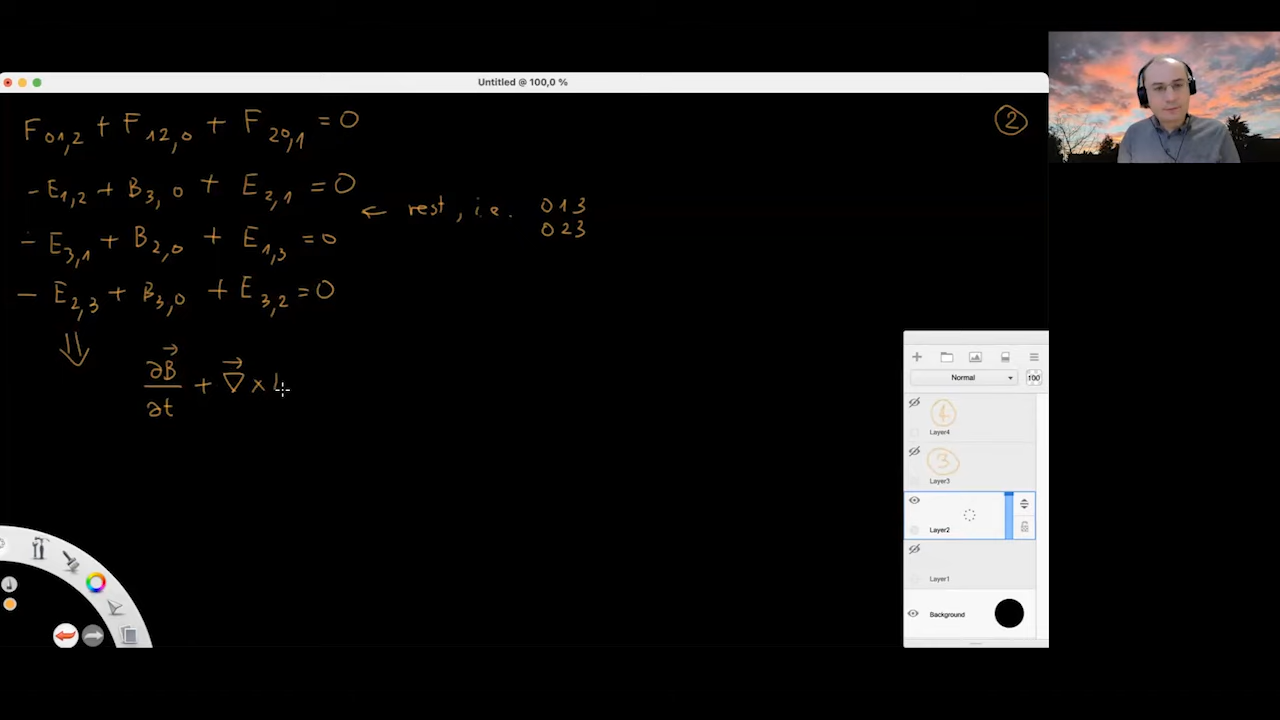 Untitled @ 100,0 %
F₀₁,₂ + F₁₂,₀ + F₂₀,₁ = 0
②
- E₁,₂ + B₃,₀ + E₂,₁ = 0
← rest, i.e. 013
023
- E₃,₁ + B₂,₀ + E₁,₃ = 0
- E₂,₃ + B₃,₀ + E₃,₂ = 0
⇓
∂B⃗/∂t + ∇⃗ ×
Normal
100
④
Layer4
③
Layer3
Layer2
Layer1
Background